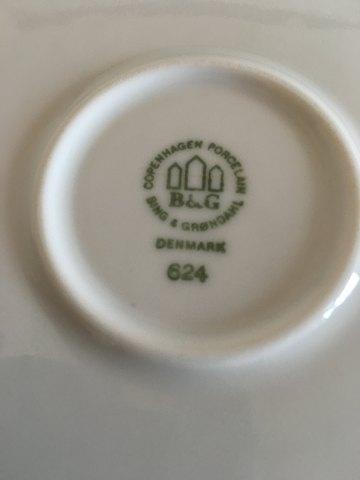 COPENHAGEN PORCELAIN
B&G
BING & GRØNDAHL
DENMARK
624